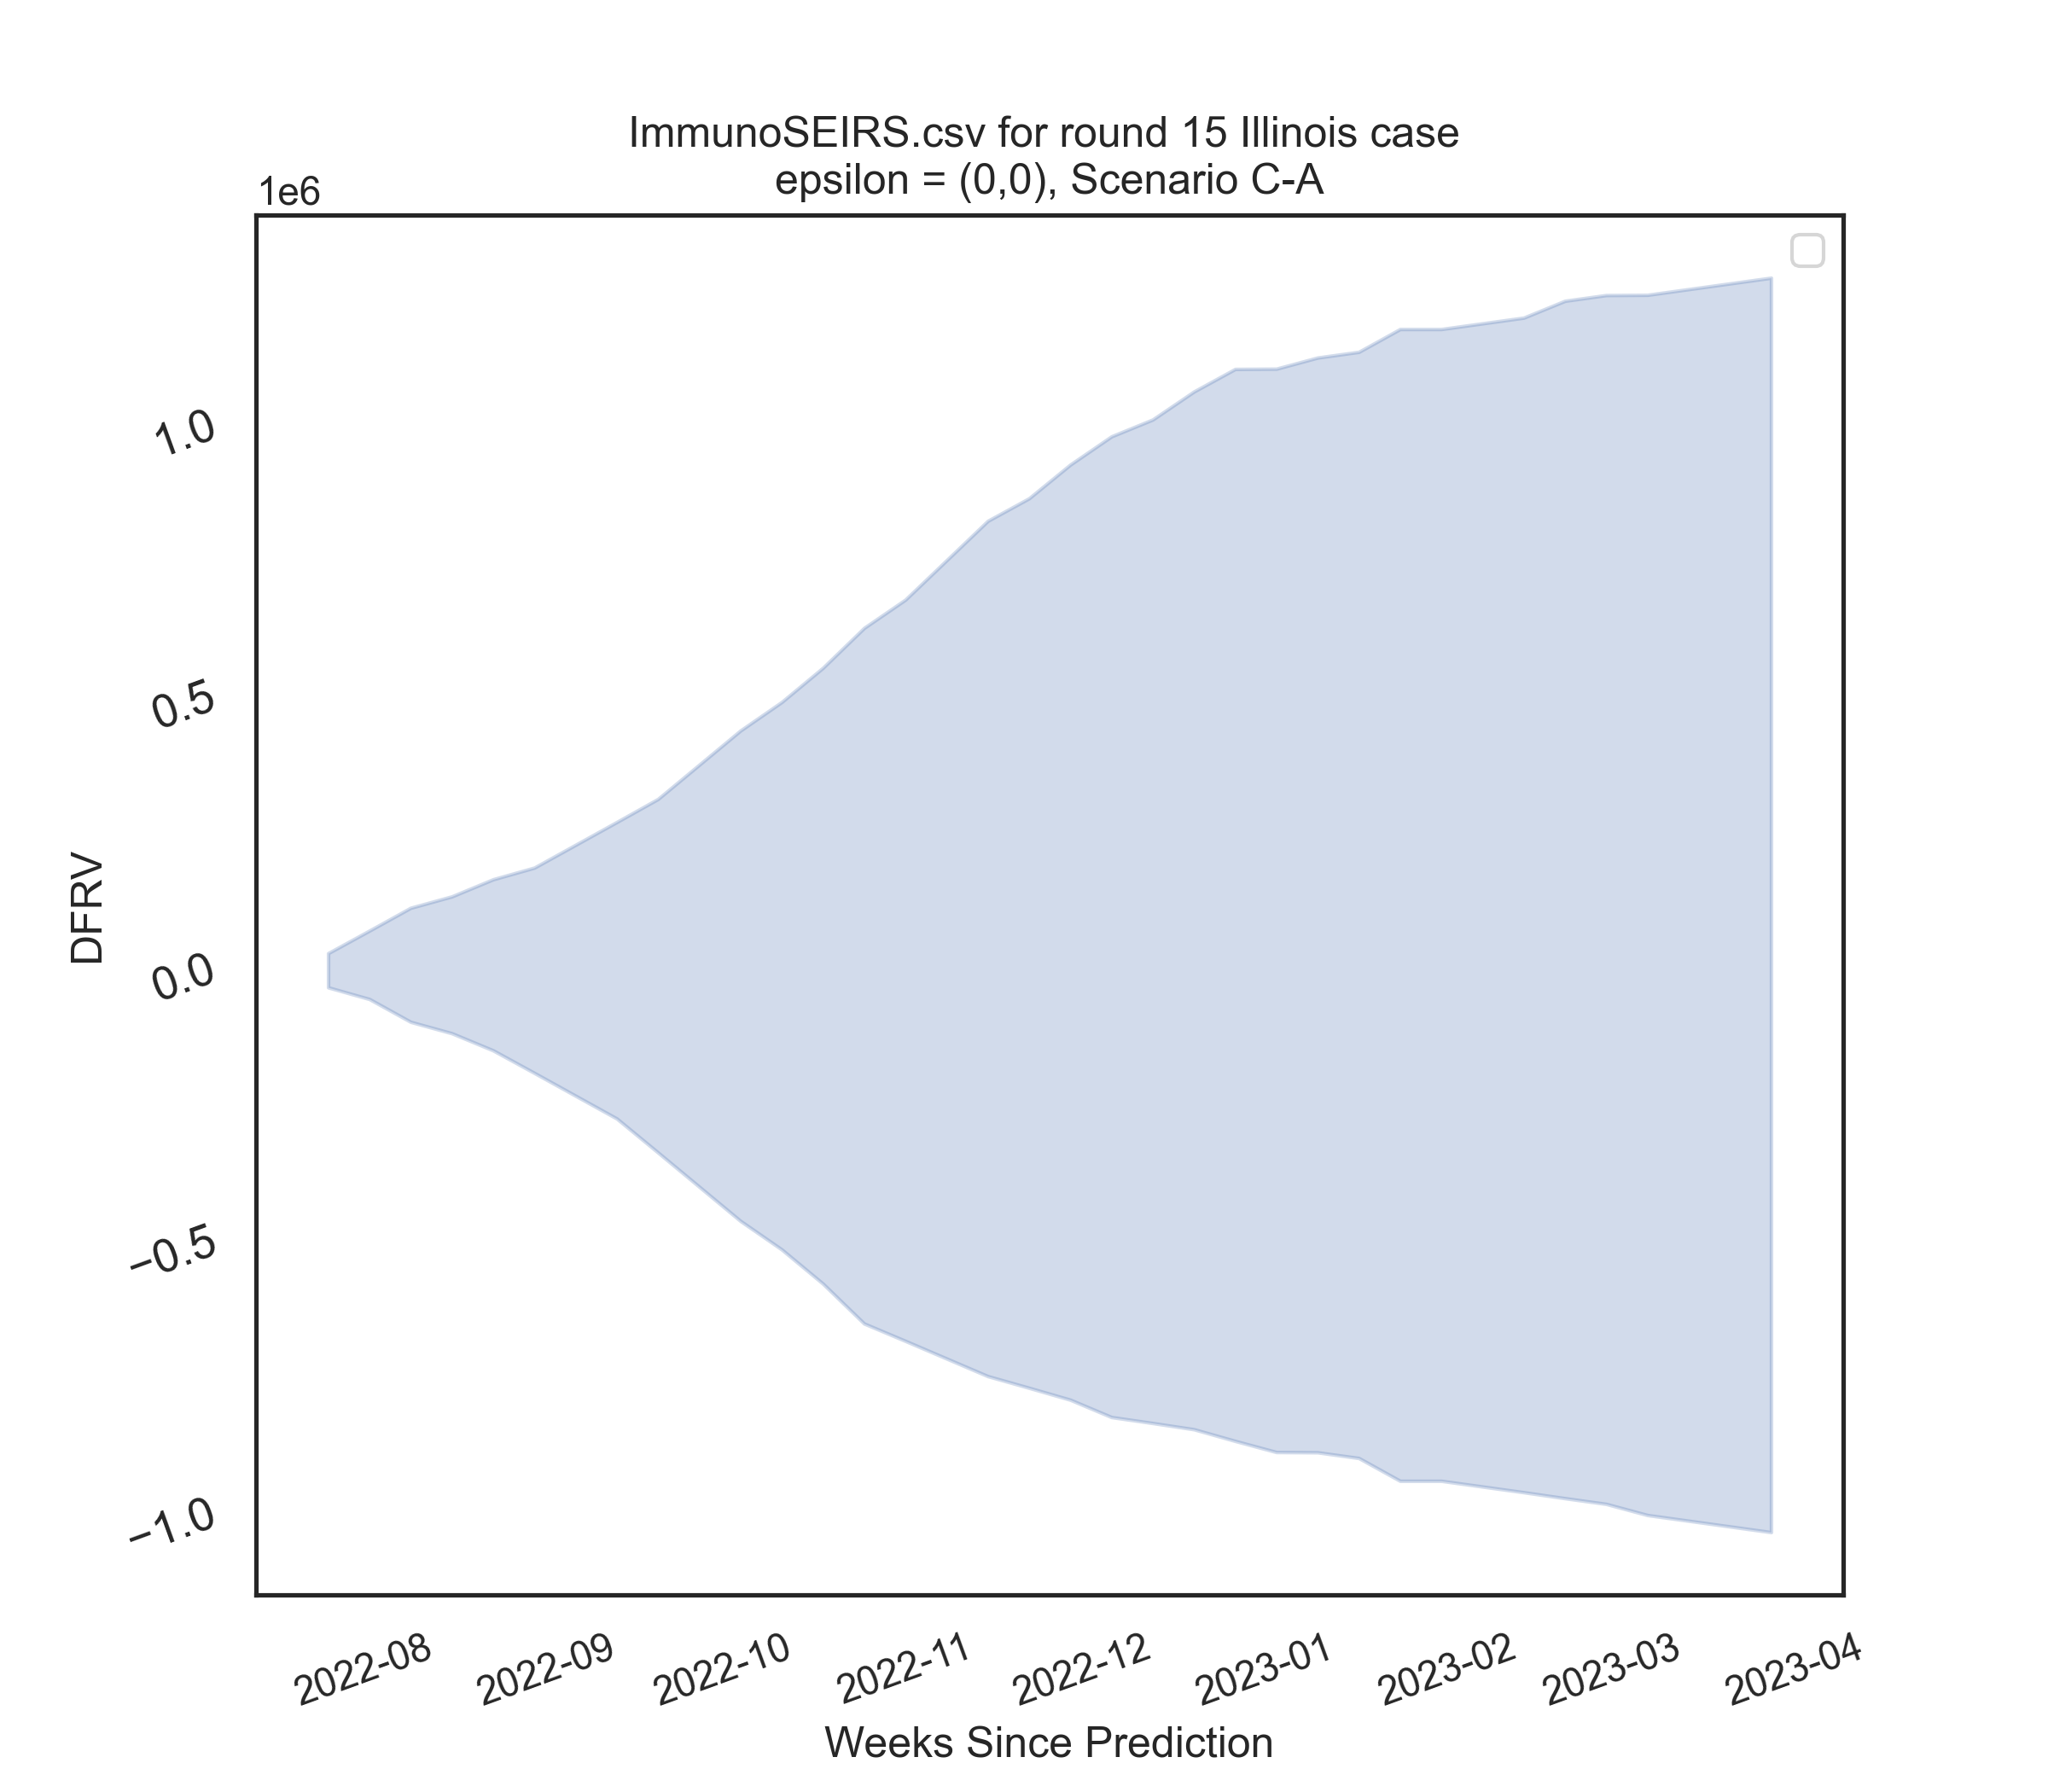 ImmunoSEIRS.csv for round 15 Illinois case
epsilon = (0,0), Scenario C-A
1e6
1.0
0.5
0.0
−0.5
−1.0
DFRV
2022-08
2022-09
2022-10
2022-11
2022-12
2023-01
2023-02
2023-03
2023-04
Weeks Since Prediction